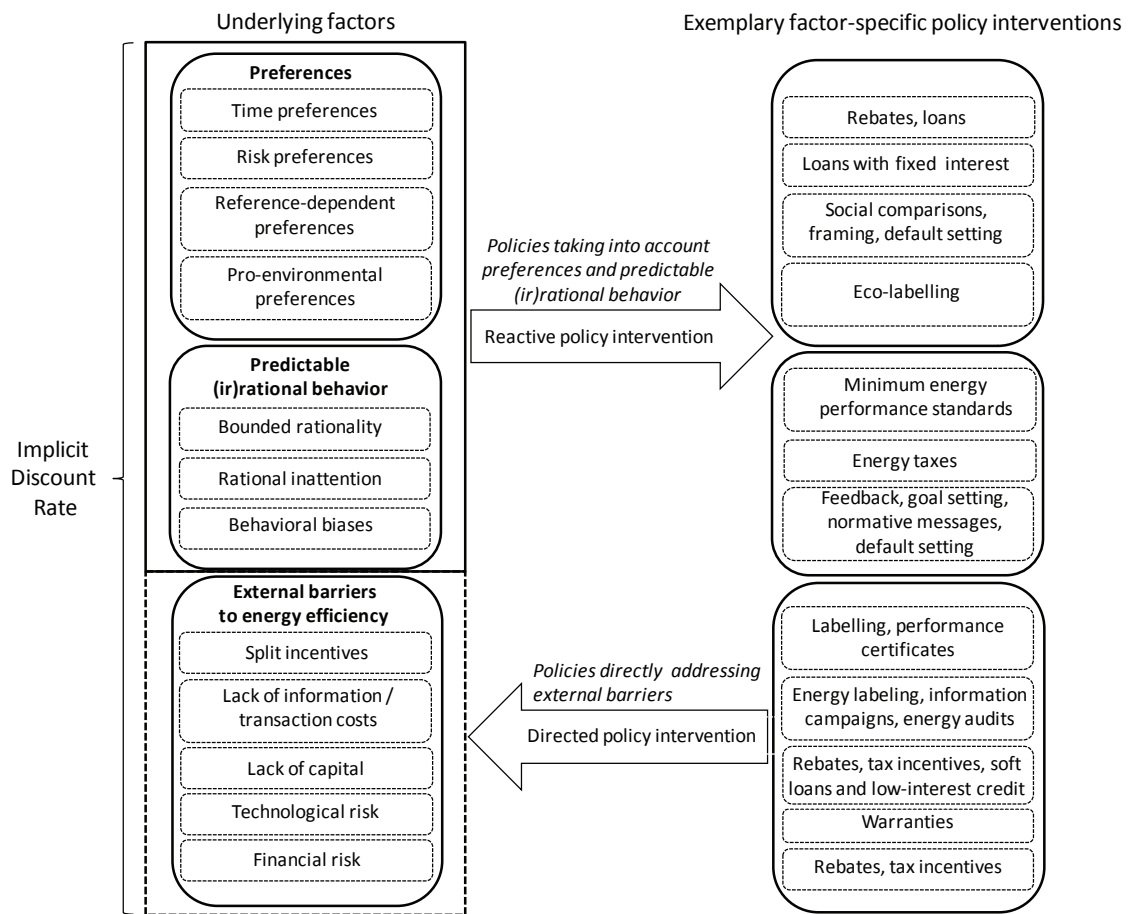 Underlying factors
Exemplary factor-specific policy interventions
Implicit
Discount
Rate
Preferences
Time preferences
Risk preferences
Reference-dependent
preferences
Pro-environmental
preferences
Predictable
(ir)rational behavior
Bounded rationality
Rational inattention
Behavioral biases
External barriers
to energy efficiency
Split incentives
Lack of information /
transaction costs
Lack of capital
Technological risk
Financial risk
Policies taking into account
preferences and predictable
(ir)rational behavior
Reactive policy intervention
Policies directly addressing
external barriers
Directed policy intervention
Rebates, loans
Loans with fixed interest
Social comparisons,
framing, default setting
Eco-labelling
Minimum energy
performance standards
Energy taxes
Feedback, goal setting,
normative messages,
default setting
Labelling, performance
certificates
Energy labeling, information
campaigns, energy audits
Rebates, tax incentives, soft
loans and low-interest credit
Warranties
Rebates, tax incentives